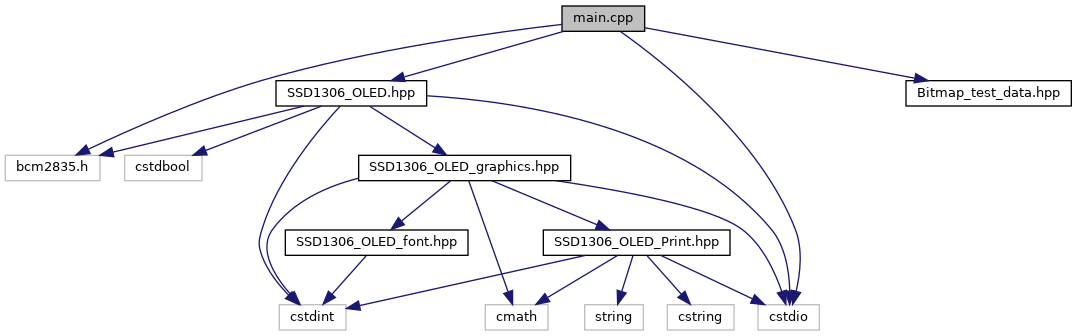 main.cpp
SSD1306_OLED.hpp
Bitmap_test_data.hpp
bcm2835.h
cstdbool
SSD1306_OLED_graphics.hpp
SSD1306_OLED_font.hpp
SSD1306_OLED_Print.hpp
cstdint
cmath
string
cstring
cstdio